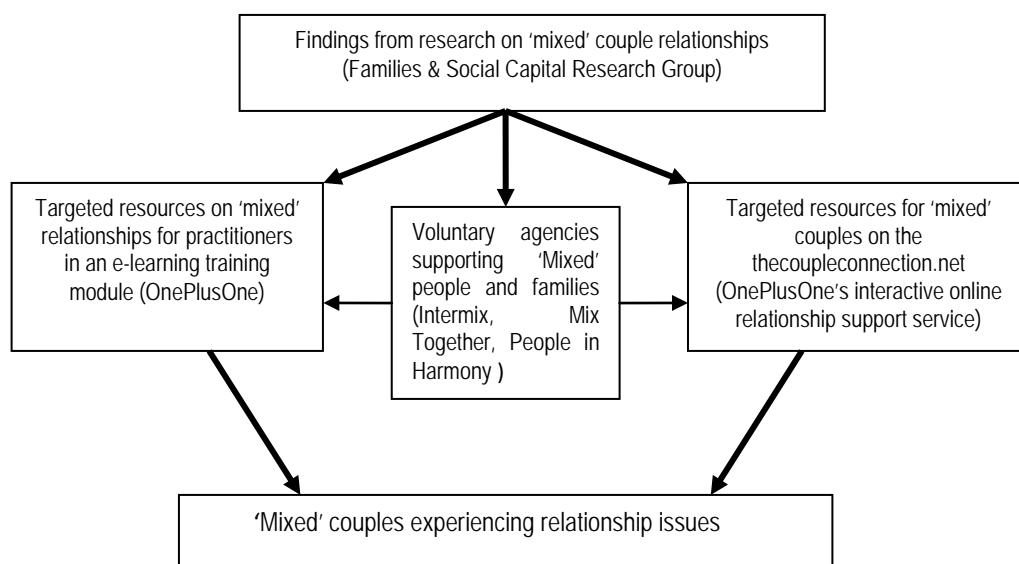 Findings from research on ‘mixed’ couple relationships
(Families & Social Capital Research Group)
Targeted resources on ‘mixed’
relationships for practitioners
in an e-learning training
module (OnePlusOne)
Voluntary agencies
supporting ‘Mixed’
people and families
(Intermix, Mix
Together, People in
Harmony )
Targeted resources for ‘mixed’
couples on the
thecoupleconnection.net
(OnePlusOne’s interactive online
relationship support service)
‘Mixed’ couples experiencing relationship issues